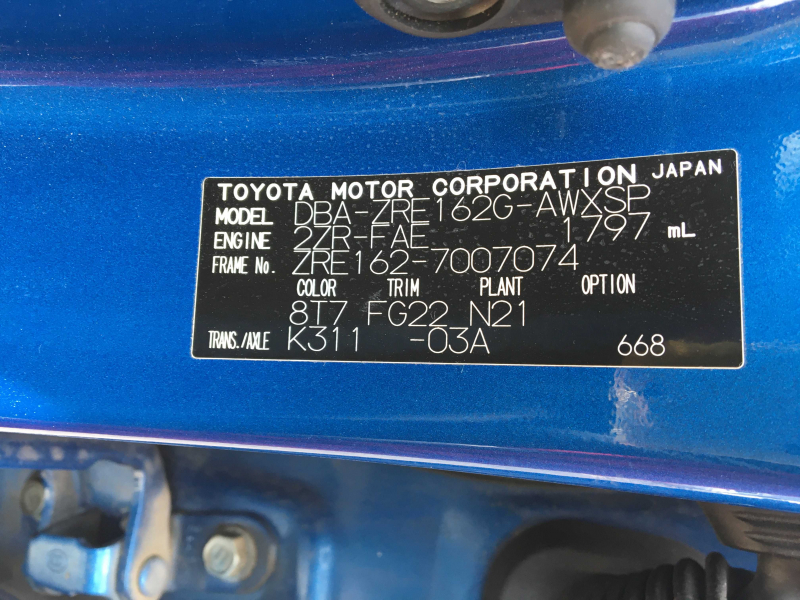 TOYOTA MOTOR CORPORATION JAPAN
MODEL DBA-ZRE162G-AWXSP
ENGINE 2ZR-FAE 1797 mL
FRAME No. ZRE162-7007074
COLOR TRIM PLANT OPTION
8T7 FG22 N21
TRANS./AXLE K311 -03A 668